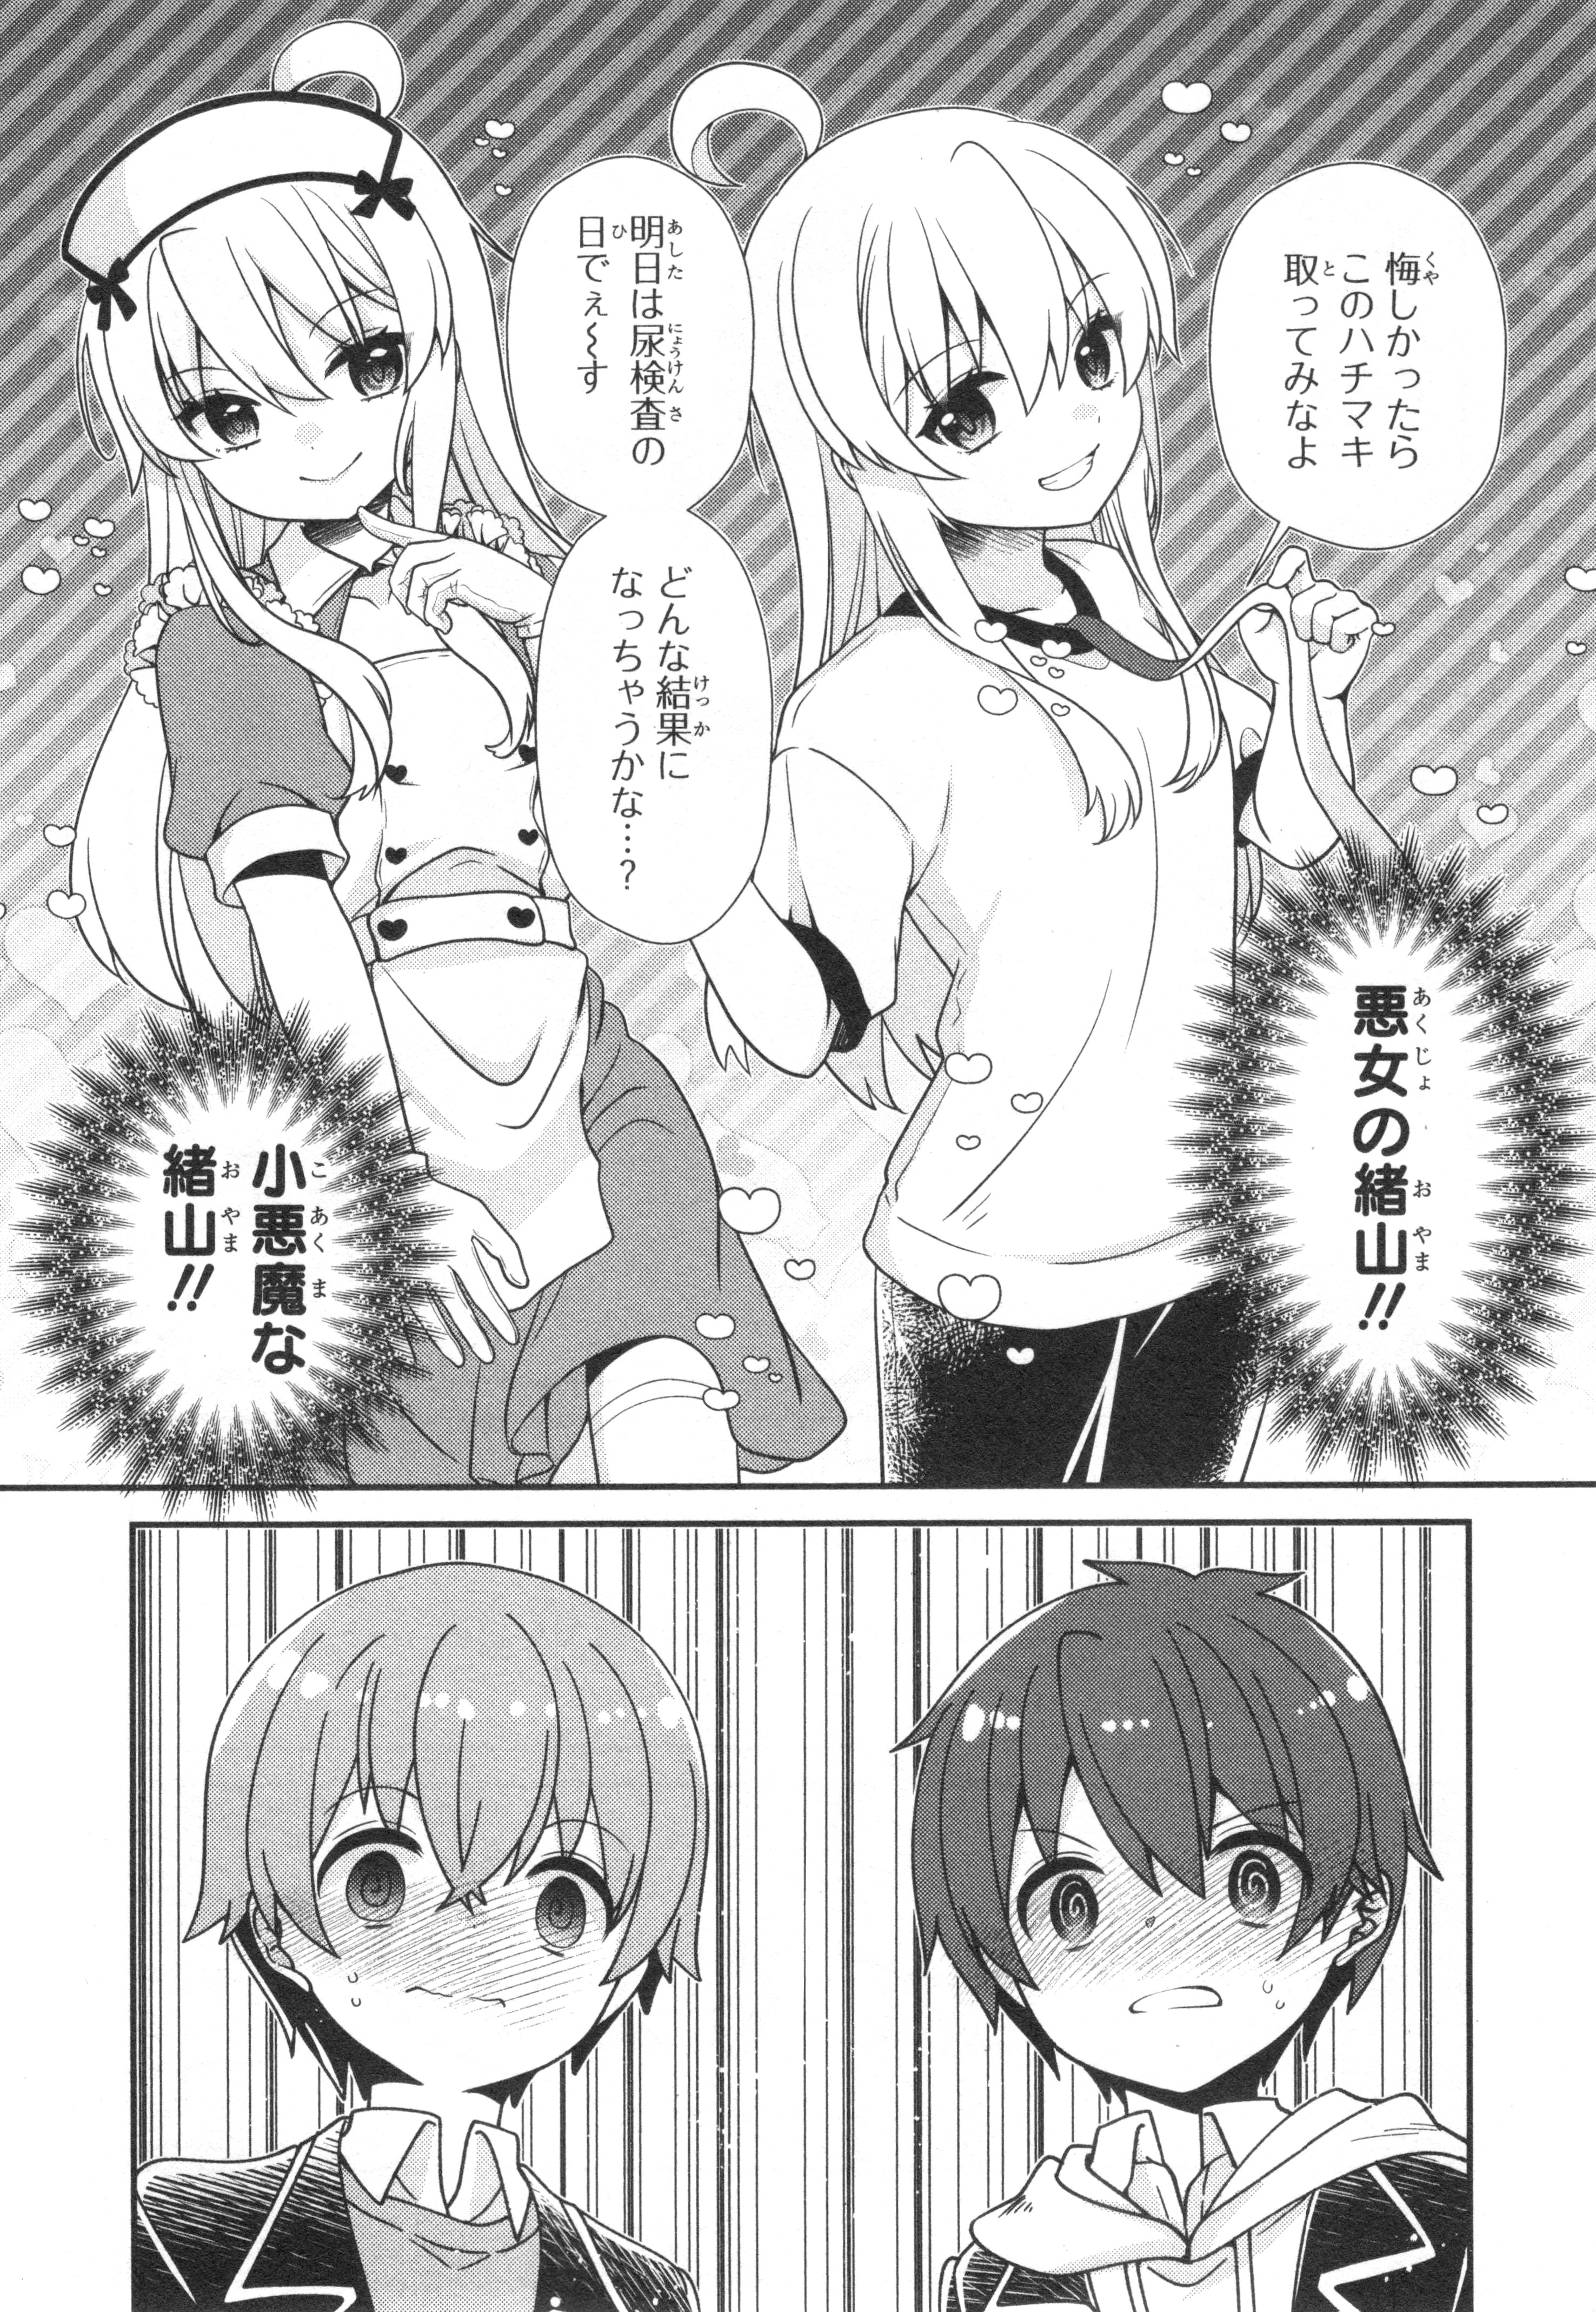 悔しかったら
このハチマキ
取ってみなよ
悪女の緒山!!
明日は尿検査の
日でぇ〜す
どんな結果に
なっちゃうかな…?
小悪魔な
緒山!!